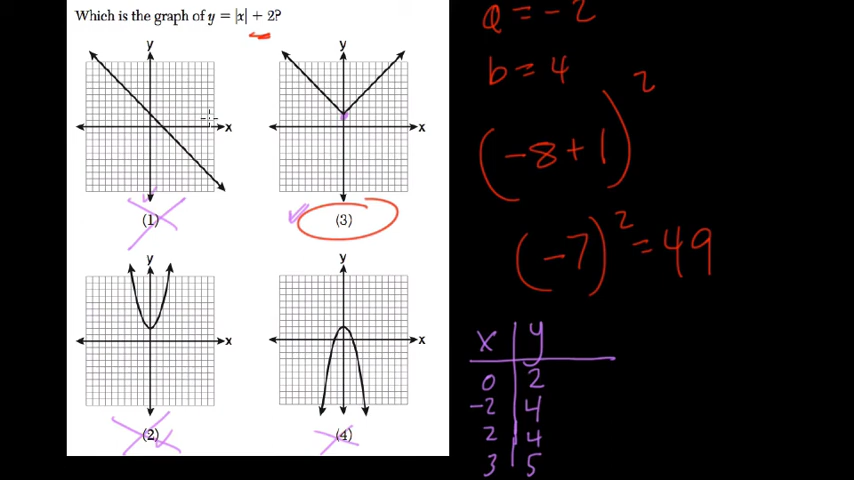 Which is the graph of y = |x| + 2?
y
y
x
x
(1)
(3)
y
y
x
x
(2)
(4)
a = -2
b = 4
(-8+1)²
(-7)² = 49
x | y
0 | 2
-2 | 4
2 | 4
3 | 5